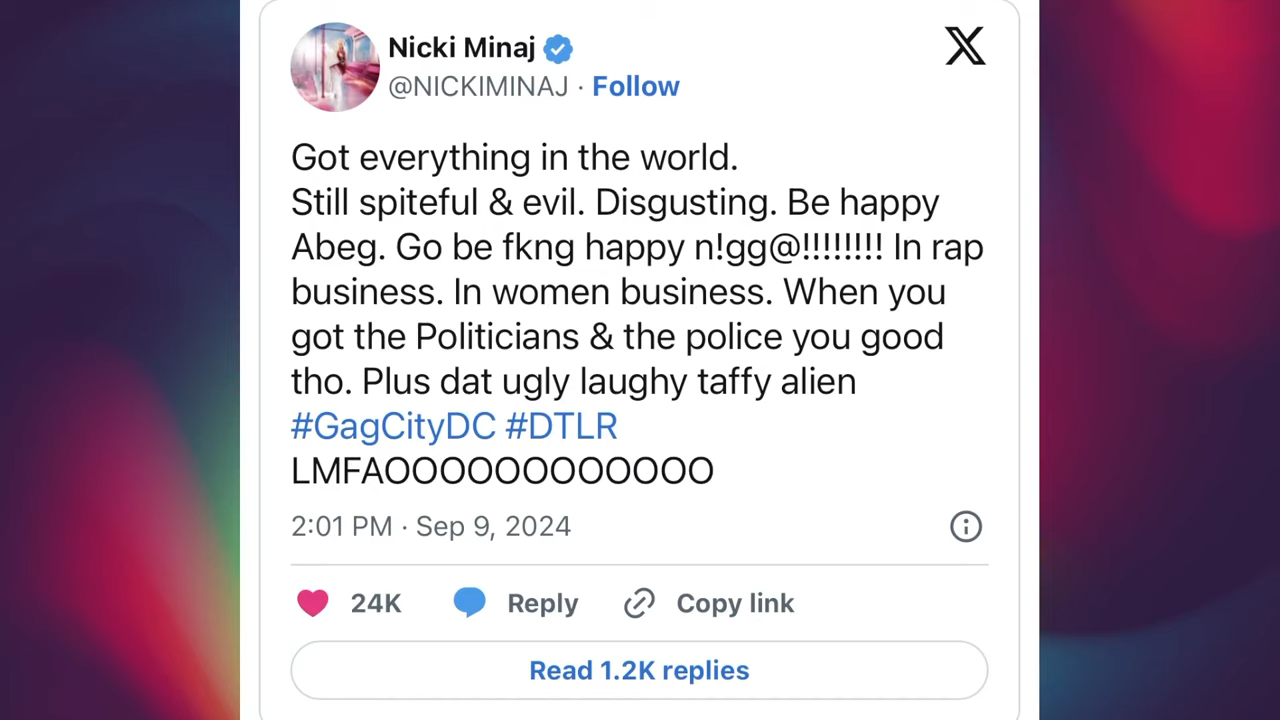 Nicki Minaj
@NICKIMINAJ · Follow
Got everything in the world.
Still spiteful & evil. Disgusting. Be happy
Abeg. Go be fkng happy n!gg@!!!!!!!! In rap
business. In women business. When you
got the Politicians & the police you good
tho. Plus dat ugly laughy taffy alien
#GagCityDC #DTLR
LMFAOOOOOOOOOOOO
2:01 PM · Sep 9, 2024
24K Reply Copy link
Read 1.2K replies